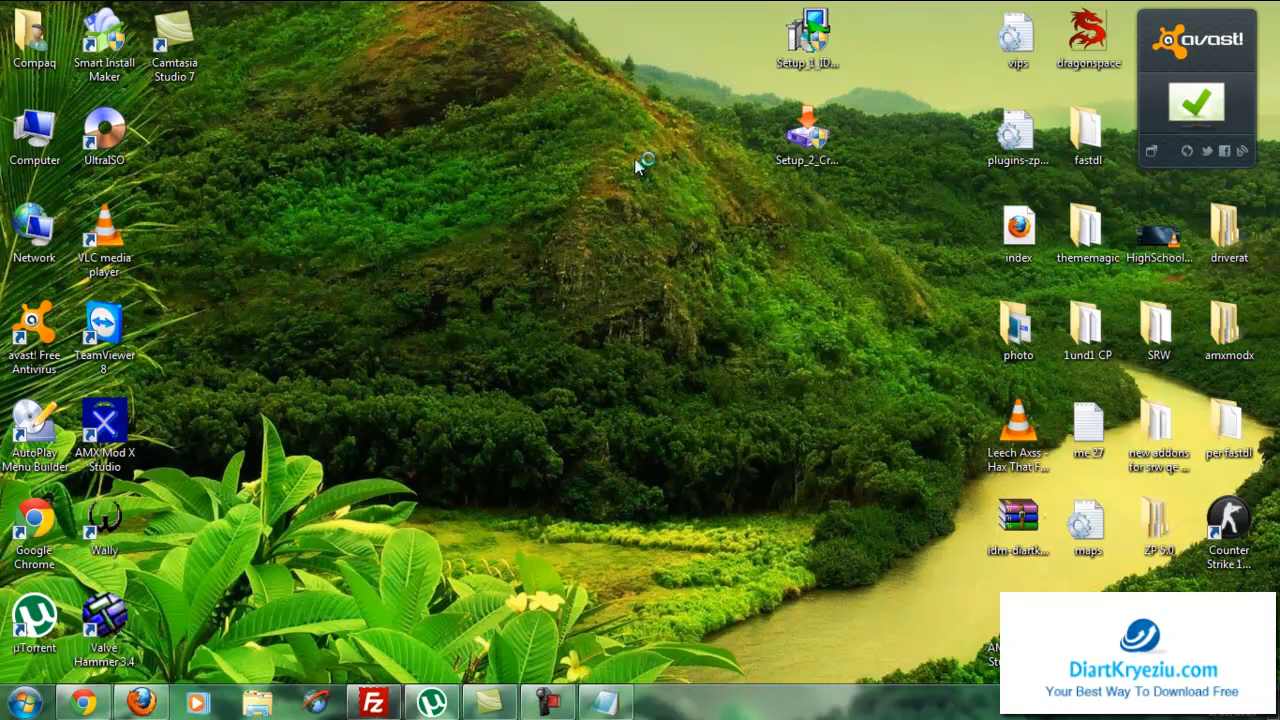 Compaq
Smart Install
Maker
Camtasia
Studio 7
Setup_1_ID...
vips
dragonspace
avast!
Computer
UltraISO
Setup_2_Cr...
plugins-zp...
fastdl
Network
VLC media
player
index
thememagic
HighSchool...
driverat
avast! Free
Antivirus
TeamViewer
8
photo
1und1 CP
SRW
amxmodx
AutoPlay
Menu Builder
AMX Mod X
Studio
Leech Axss -
Hax That F...
me 27
new addons
for srw qe ...
per fastdl
Google
Chrome
Wally
idm-diartk...
maps
ZP 5.0
Counter
Strike 1...
µTorrent
Valve
Hammer 3.4
DiartKryeziu.com
Your Best Way To Download Free